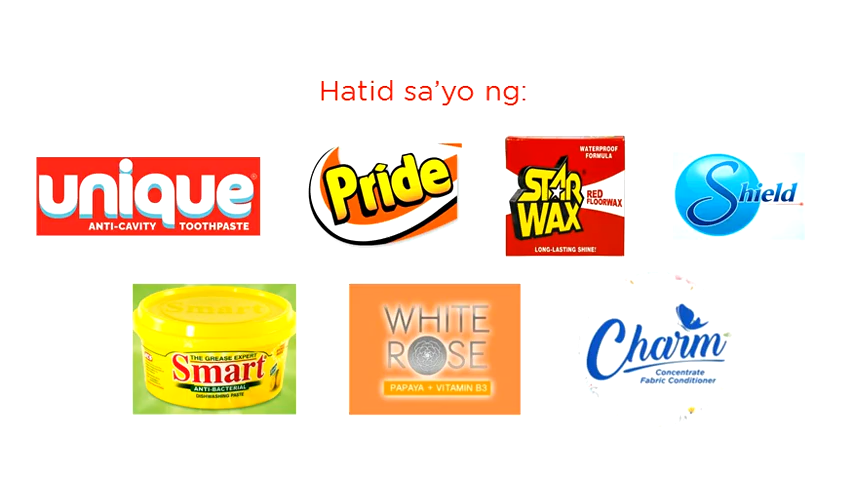 Hatid sa'yo ng:
unique®
ANTI-CAVITY TOOTHPASTE
Pride
WATERPROOF
FORMULA
STAR
WAX
RED
FLOORWAX
LONG-LASTING SHINE!
Shield
Smart
THE GREASE EXPERT
Smart
ANTI-BACTERIAL
DISHWASHING PASTE
WHITE
ROSE
PAPAYA + VITAMIN B3
Charm
Concentrate
Fabric Conditioner